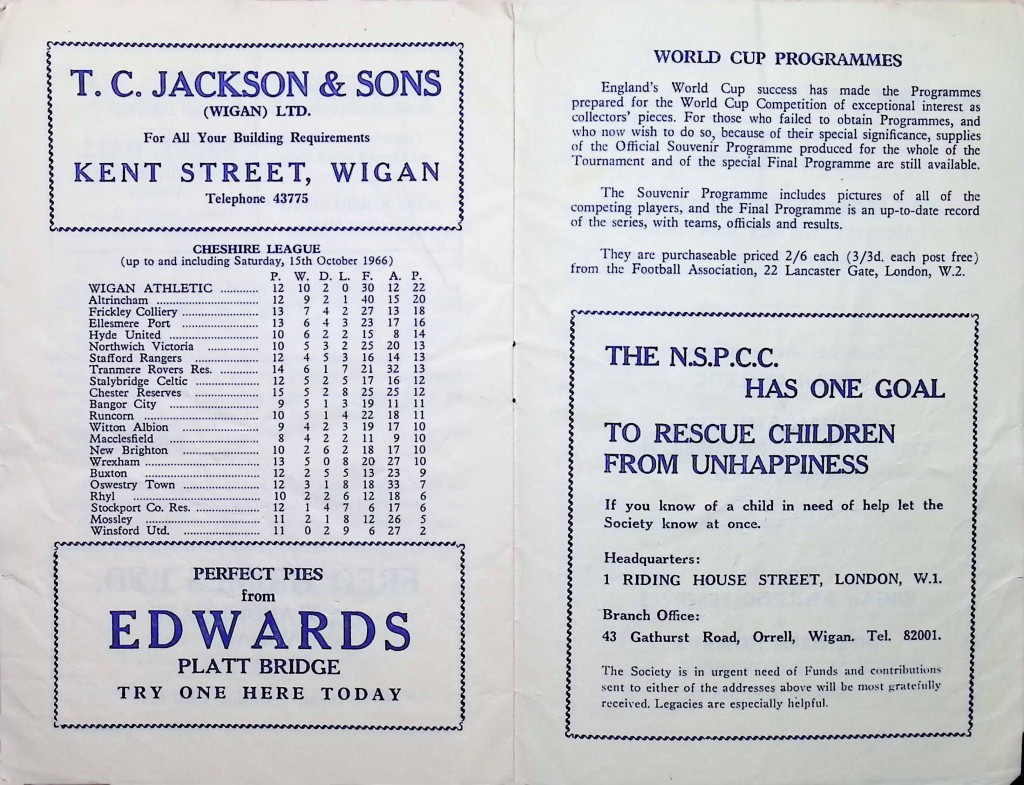 T. C. JACKSON & SONS
(WIGAN) LTD.
For All Your Building Requirements
KENT STREET, WIGAN
Telephone 43775
CHESHIRE LEAGUE
(up to and including Saturday, 15th October 1966)
P. W. D. L. F. A. P.
WIGAN ATHLETIC ............ 12 10 2 0 30 12 22
Altrincham ............ 12 9 2 1 40 15 20
Frickley Colliery ............ 13 7 4 2 27 13 18
Ellesmere Port ............ 13 6 4 3 23 17 16
Hyde United ............ 10 6 2 2 15 8 14
Northwich Victoria ............ 10 5 3 2 25 20 13
Stafford Rangers ............ 12 4 5 3 16 14 13
Tranmere Rovers Res. ............ 14 6 1 7 21 32 13
Stalybridge Celtic ............ 12 5 2 5 17 16 12
Chester Reserves ............ 15 5 2 8 25 25 12
Bangor City ............ 9 5 1 3 19 11 11
Runcorn ............ 10 5 1 4 22 18 11
Witton Albion ............ 9 4 2 3 19 17 10
Macclesfield ............ 8 4 2 2 11 9 10
New Brighton ............ 10 2 6 2 18 17 10
Wrexham ............ 13 5 0 8 20 27 10
Buxton ............ 12 2 5 5 13 23 9
Oswestry Town ............ 12 3 1 8 18 33 7
Rhyl ............ 10 2 2 6 12 18 6
Stockport Co. Res. ............ 12 1 4 7 6 17 6
Mossley ............ 11 2 1 8 12 26 5
Winsford Utd. ............ 11 0 2 9 6 27 2
PERFECT PIES
from
EDWARDS
PLATT BRIDGE
TRY ONE HERE TODAY
WORLD CUP PROGRAMMES
England's World Cup success has made the Programmes
prepared for the World Cup Competition of exceptional interest as
collectors' pieces. For those who failed to obtain Programmes, and
who now wish to do so, because of their special significance, supplies
of the Official Souvenir Programme produced for the whole of the
Tournament and of the special Final Programme are still available.
The Souvenir Programme includes pictures of all of the
competing players, and the Final Programme is an up-to-date record
of the series, with teams, officials and results.
They are purchaseable priced 2/6 each (3/3d. each post free)
from the Football Association, 22 Lancaster Gate, London, W.2.
THE N.S.P.C.C.
HAS ONE GOAL
TO RESCUE CHILDREN
FROM UNHAPPINESS
If you know of a child in need of help let the
Society know at once.
Headquarters:
1 RIDING HOUSE STREET, LONDON, W.1.
Branch Office:
43 Gathurst Road, Orrell, Wigan. Tel. 82001.
The Society is in urgent need of Funds and contributions
sent to either of the addresses above will be most gratefully
received. Legacies are especially helpful.